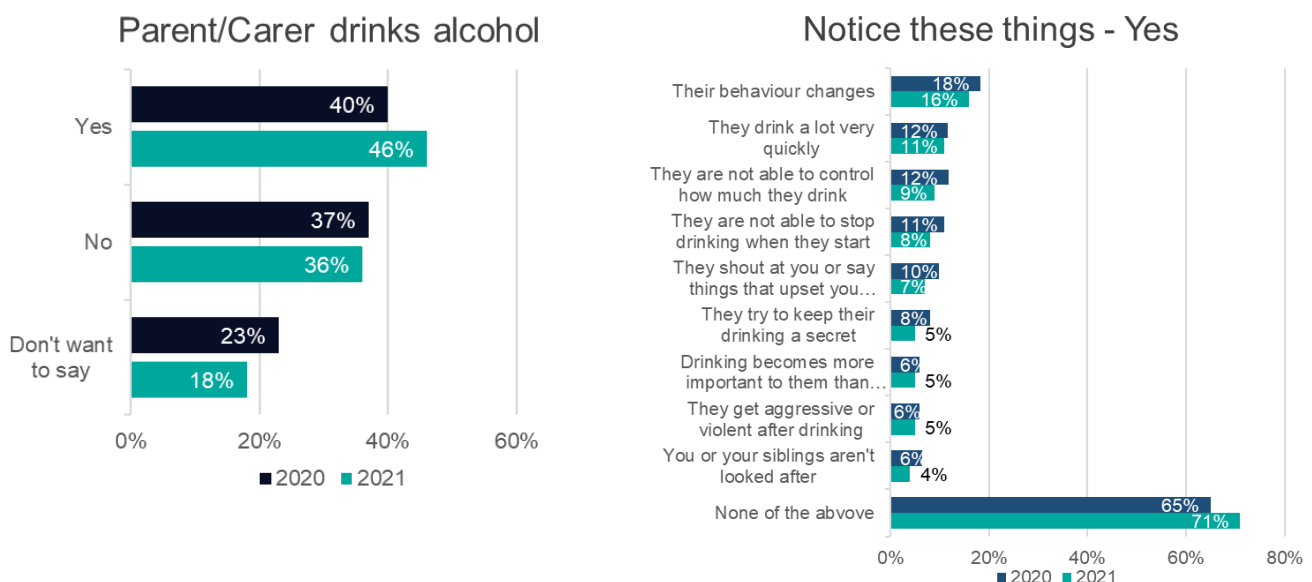 Parent/Carer drinks alcohol
Yes
40%
46%
No
37%
36%
Don't want
to say
23%
18%
0% 20% 40% 60%
2020 2021
Notice these things - Yes
Their behaviour changes
18%
16%
They drink a lot very
quickly
12%
11%
They are not able to control
how much they drink
12%
9%
They are not able to stop
drinking when they start
11%
8%
They shout at you or say
things that upset you…
10%
7%
They try to keep their
drinking a secret
8%
5%
Drinking becomes more
important to them than…
6%
5%
They get aggressive or
violent after drinking
6%
5%
You or your siblings aren't
looked after
6%
4%
None of the abvove
65%
71%
0% 20% 40% 60% 80%
2020 2021